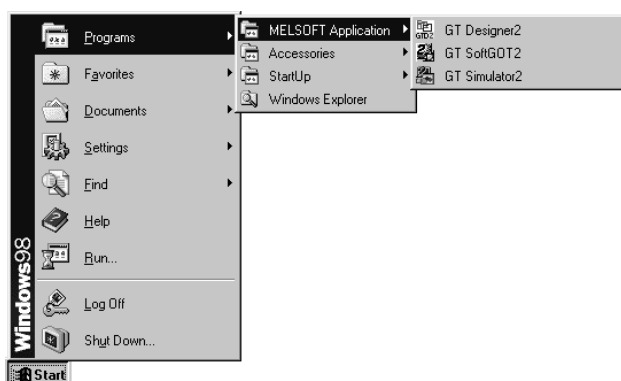 Programs
Favorites
Documents
Settings
Find
Help
Run...
Log Off
Shut Down...
Windows98
Start
MELSOFT Application
Accessories
StartUp
Windows Explorer
GT Designer2
GT SoftGOT2
GT Simulator2